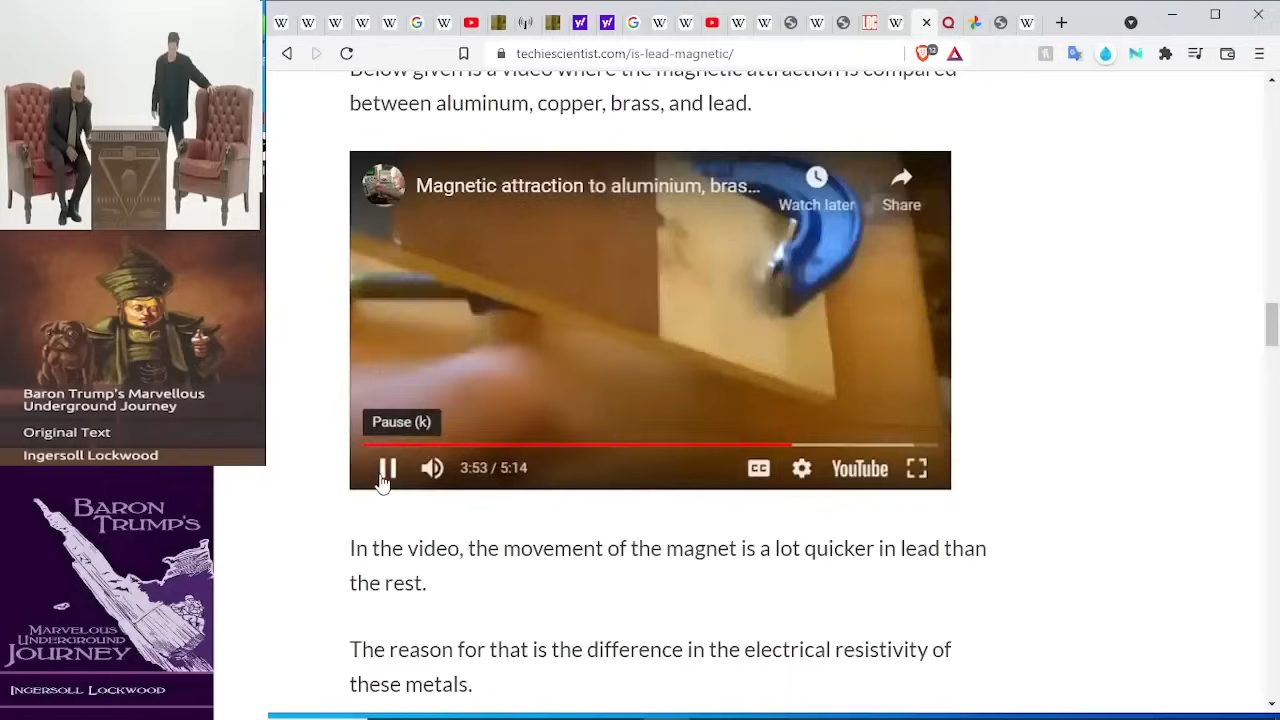 techiescientist.com/is-lead-magnetic/
12
LOC
Below given is a video where the magnetic attraction is compared
between aluminum, copper, brass, and lead.
Magnetic attraction to aluminium, bras...
Watch later
Share
Pause (k)
3:53 / 5:14
CC
YouTube
In the video, the movement of the magnet is a lot quicker in lead than
the rest.
The reason for that is the difference in the electrical resistivity of
these metals.
Baron Trump's Marvellous
Underground Journey
Original Text
Ingersoll Lockwood
BARON
TRUMP'S
MARVELOUS
UNDERGROUND
JOURNEY
INGERSOLL LOCKWOOD